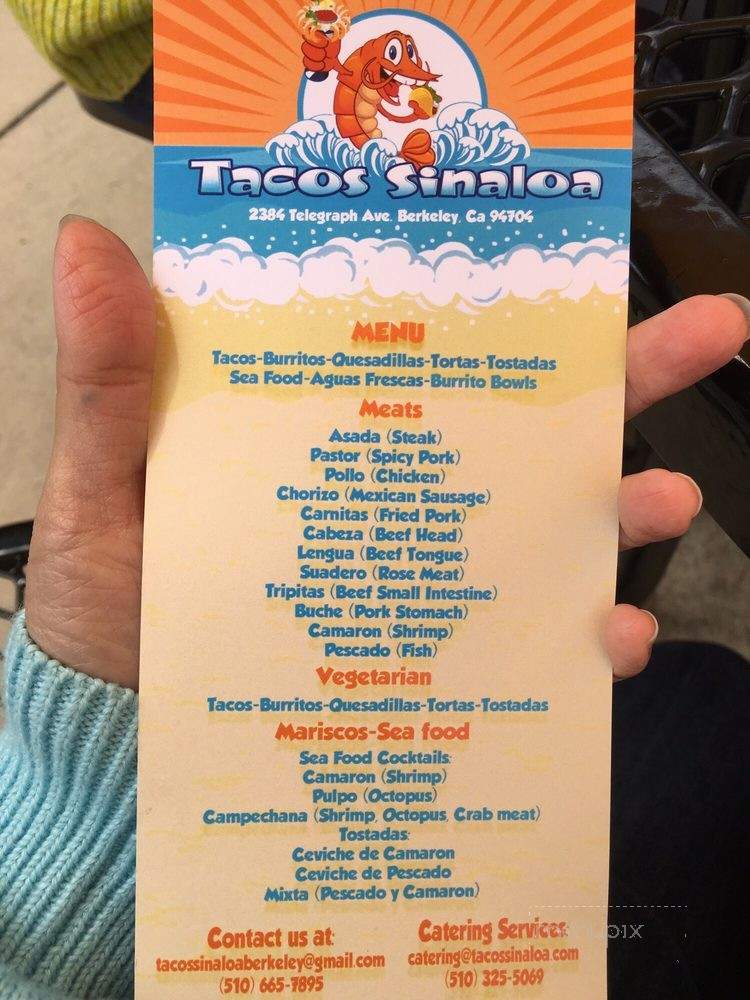 Tacos Sinaloa
2384 Telegraph Ave. Berkeley, Ca 94704
MENU
Tacos-Burritos-Quesadillas-Tortas-Tostadas
Sea Food-Aguas Frescas-Burrito Bowls
Meats
Asada (Steak)
Pastor (Spicy Pork)
Pollo (Chicken)
Chorizo (Mexican Sausage)
Carnitas (Fried Pork)
Cabeza (Beef Head)
Lengua (Beef Tongue)
Suadero (Rose Meat)
Tripitas (Beef Small Intestine)
Buche (Pork Stomach)
Camaron (Shrimp)
Pescado (Fish)
Vegetarian
Tacos-Burritos-Quesadillas-Tortas-Tostadas
Mariscos-Sea food
Sea Food Cocktails:
Camaron (Shrimp)
Pulpo (Octopus)
Campechana (Shrimp, Octopus, Crab meat)
Tostadas:
Ceviche de Camaron
Ceviche de Pescado
Mixta (Pescado y Camaron)
Contact us at:
tacossinaloaberkeley@gmail.com
(510) 665-7895
Catering Services
catering@tacossinaloa.com
(510) 325-5069